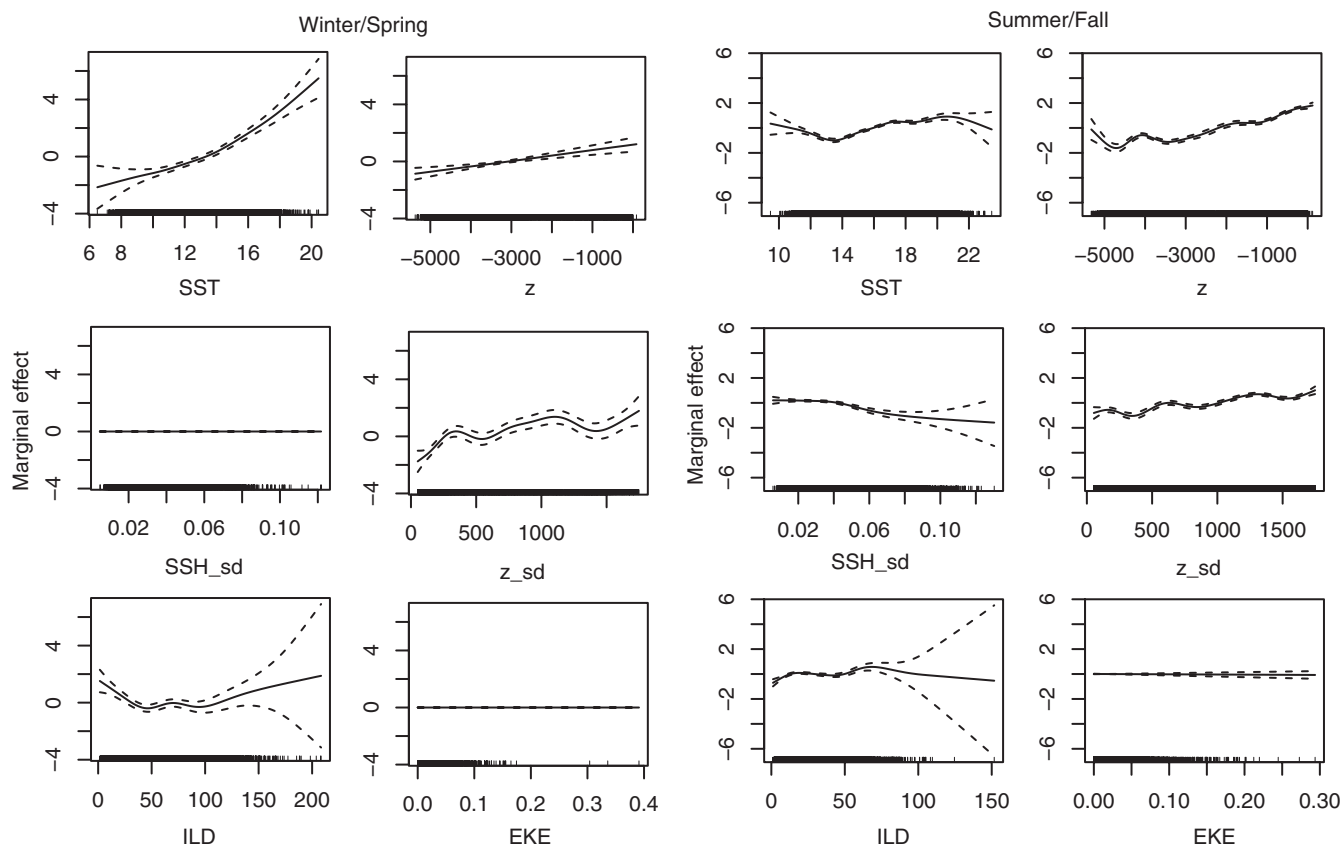 Winter/Spring
Summer/Fall
4
0
−4
6 8 12 16 20
SST
4
0
−4
−5000 −3000 −1000
z
6
2
−2
−6
10 14 18 22
SST
6
2
−2
−6
−5000 −3000 −1000
z
Marginal effect
4
0
−4
0.02 0.06 0.10
SSH_sd
4
0
−4
0 500 1000
z_sd
Marginal effect
6
2
−2
−6
0.02 0.06 0.10
SSH_sd
6
2
−2
−6
0 500 1000 1500
z_sd
4
0
−4
0 50 100 150 200
ILD
4
0
−4
0.0 0.1 0.2 0.3 0.4
EKE
6
2
−2
−6
0 50 100 150
ILD
6
2
−2
−6
0.00 0.10 0.20 0.30
EKE